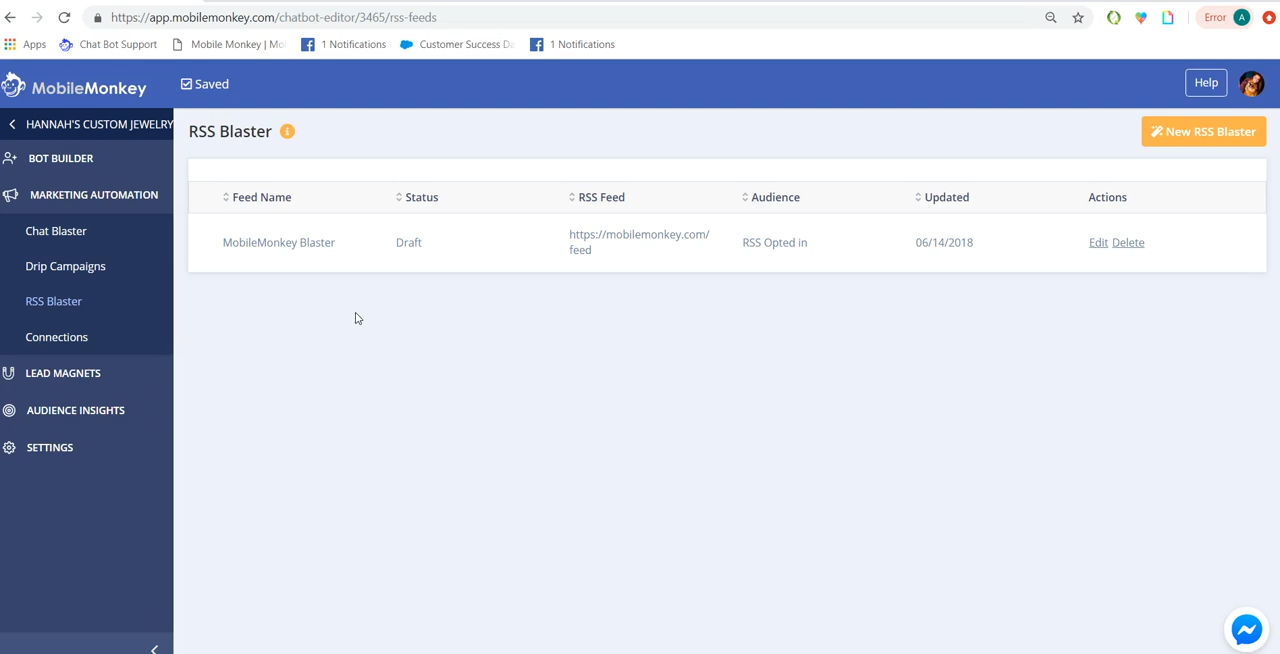 https://app.mobilemonkey.com/chatbot-editor/3465/rss-feeds
Error A
Apps Chat Bot Support Mobile Monkey | Mo 1 Notifications Customer Success Da 1 Notifications
MobileMonkey Saved Help
HANNAH'S CUSTOM JEWELRY
RSS Blaster i New RSS Blaster
BOT BUILDER
MARKETING AUTOMATION
Chat Blaster
Drip Campaigns
RSS Blaster
Connections
LEAD MAGNETS
AUDIENCE INSIGHTS
SETTINGS
Feed Name Status RSS Feed Audience Updated Actions
MobileMonkey Blaster Draft https://mobilemonkey.com/ RSS Opted in 06/14/2018 Edit Delete
feed